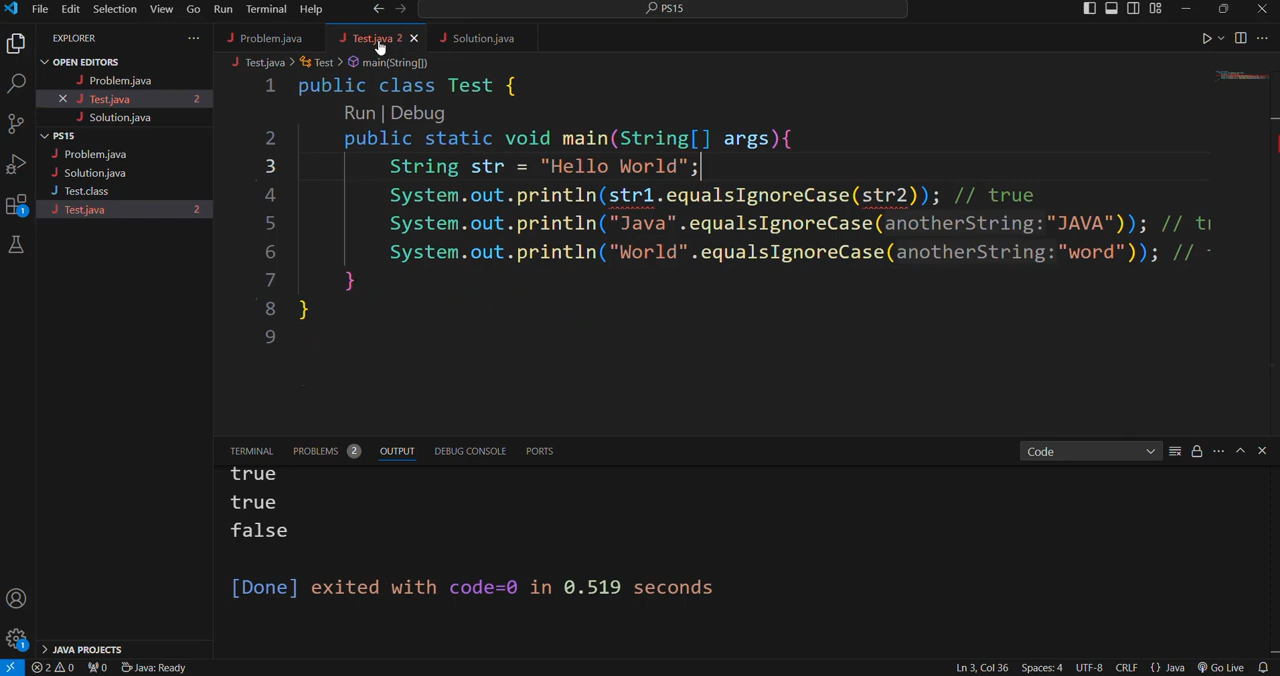 File Edit Selection View Go Run Terminal Help
PS15
EXPLORER
OPEN EDITORS
Problem.java
Test.java 2
Solution.java
PS15
Problem.java
Solution.java
Test.class
Test.java 2
JAVA PROJECTS
Problem.java Test.java 2 Solution.java
Test.java > Test > main(String[])
1 public class Test {
Run | Debug
2 public static void main(String[] args){
3 String str = "Hello World";
4 System.out.println(str1.equalsIgnoreCase(str2)); // true
5 System.out.println("Java".equalsIgnoreCase(anotherString:"JAVA")); // tr
6 System.out.println("World".equalsIgnoreCase(anotherString:"word")); //
7 }
8 }
9
TERMINAL PROBLEMS 2 OUTPUT DEBUG CONSOLE PORTS Code
true
true
false
[Done] exited with code=0 in 0.519 seconds
1
1
2 0 0 Java: Ready Ln 3, Col 36 Spaces: 4 UTF-8 CRLF {} Java Go Live